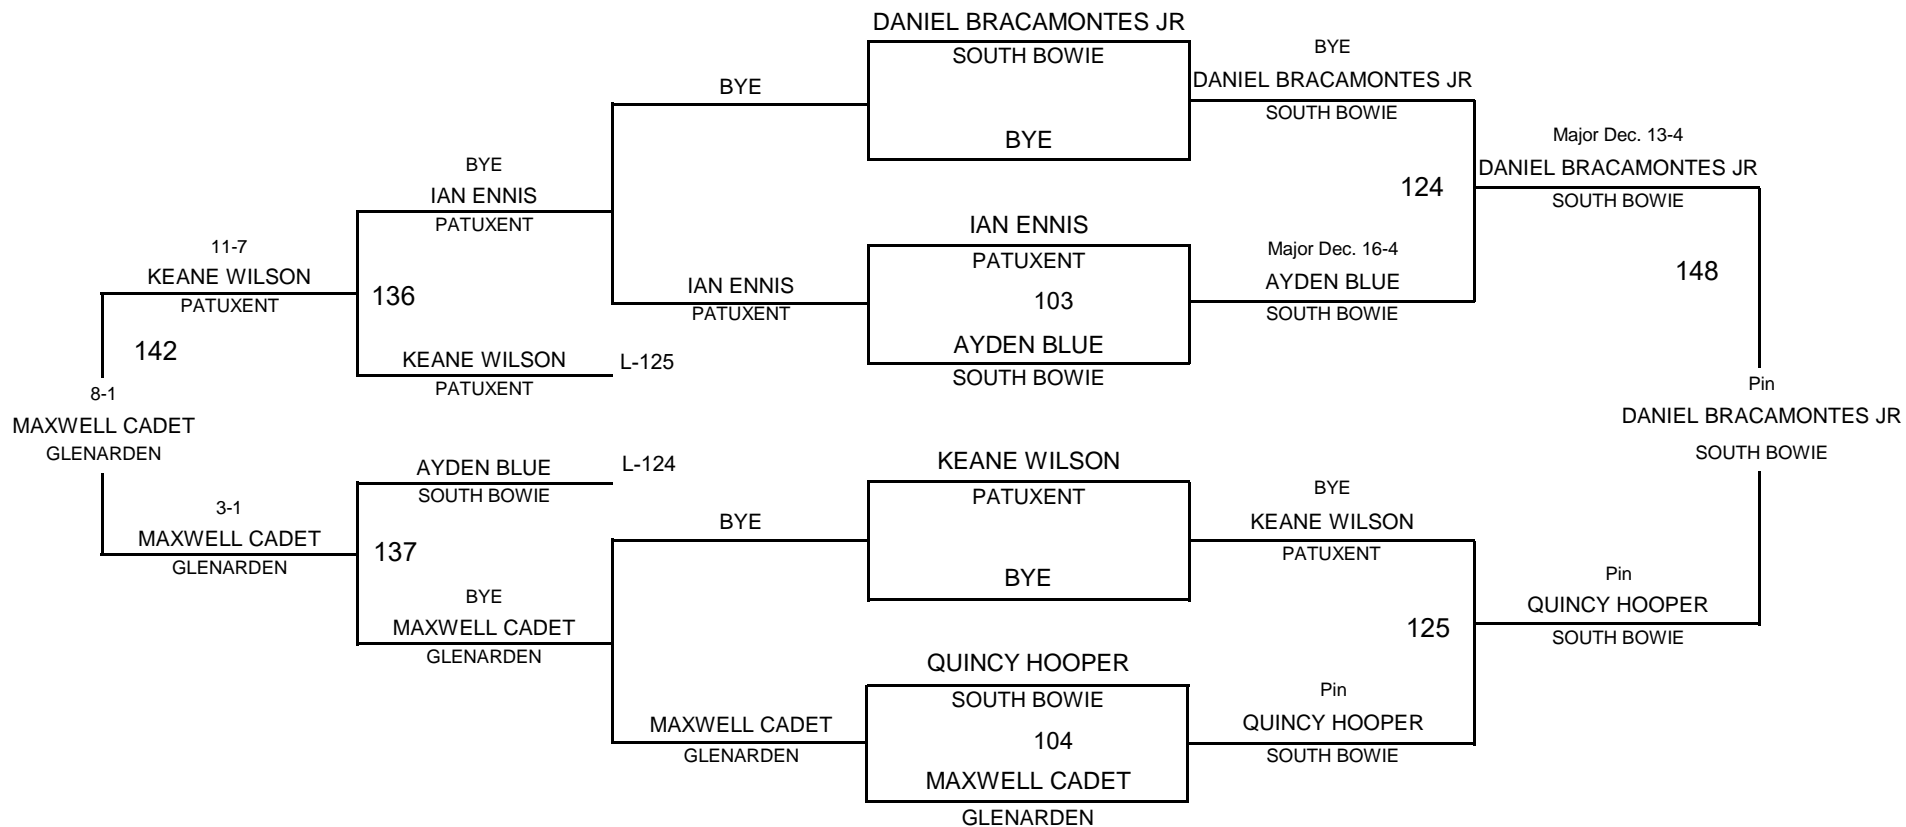 DANIEL BRACAMONTES JR
SOUTH BOWIE
BYE
BYE
DANIEL BRACAMONTES JR
SOUTH BOWIE
BYE
Major Dec. 13-4
DANIEL BRACAMONTES JR
SOUTH BOWIE
124
BYE
IAN ENNIS
PATUXENT
IAN ENNIS
PATUXENT
103
AYDEN BLUE
SOUTH BOWIE
Major Dec. 16-4
AYDEN BLUE
SOUTH BOWIE
148
11-7
KEANE WILSON
PATUXENT
136
IAN ENNIS
PATUXENT
142
KEANE WILSON
PATUXENT
L-125
8-1
MAXWELL CADET
GLENARDEN
Pin
DANIEL BRACAMONTES JR
SOUTH BOWIE
AYDEN BLUE
SOUTH BOWIE
L-124
KEANE WILSON
PATUXENT
BYE
BYE
KEANE WILSON
PATUXENT
3-1
MAXWELL CADET
GLENARDEN
137
BYE
BYE
MAXWELL CADET
GLENARDEN
125
Pin
QUINCY HOOPER
SOUTH BOWIE
QUINCY HOOPER
SOUTH BOWIE
104
MAXWELL CADET
GLENARDEN
Pin
QUINCY HOOPER
SOUTH BOWIE
MAXWELL CADET
GLENARDEN